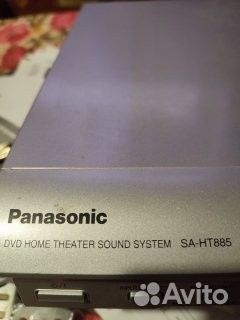 Panasonic
DVD HOME THEATER SOUND SYSTEM SA-HT885
Avito